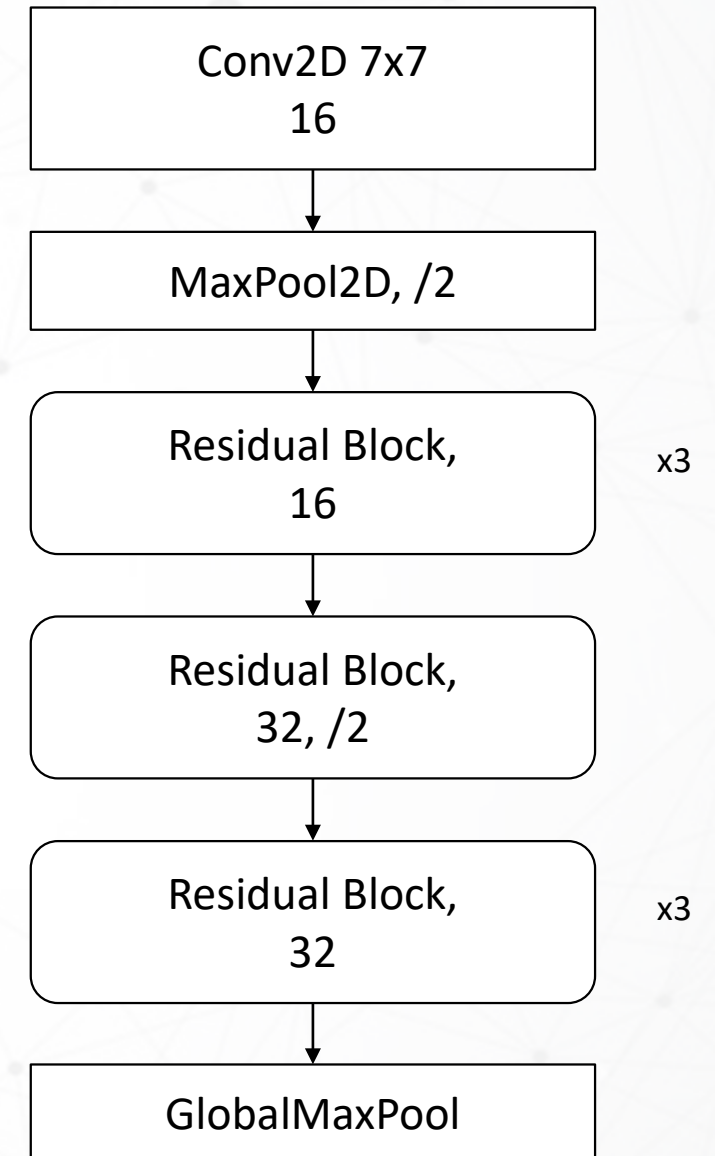 Conv2D 7x7
16
MaxPool2D, /2
Residual Block,
16
x3
Residual Block,
32, /2
Residual Block,
32
x3
GlobalMaxPool